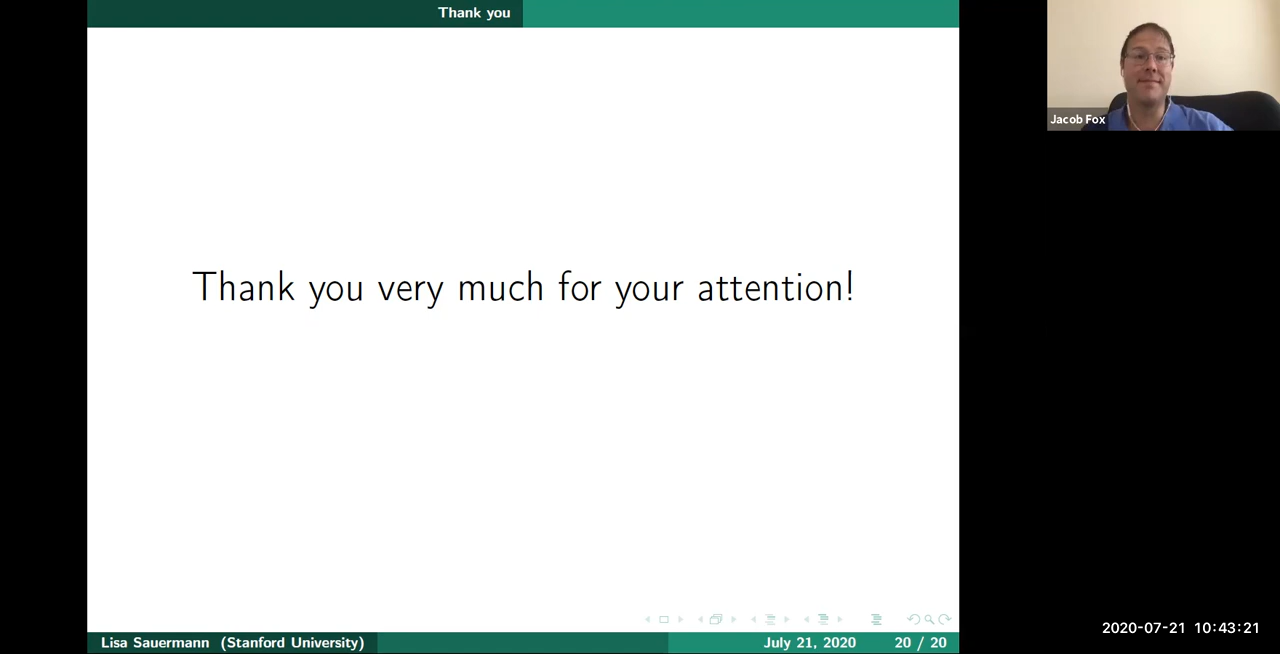 Thank you
Jacob Fox
Thank you very much for your attention!
Lisa Sauermann (Stanford University)
July 21, 2020
20 / 20
2020-07-21 10:43:21